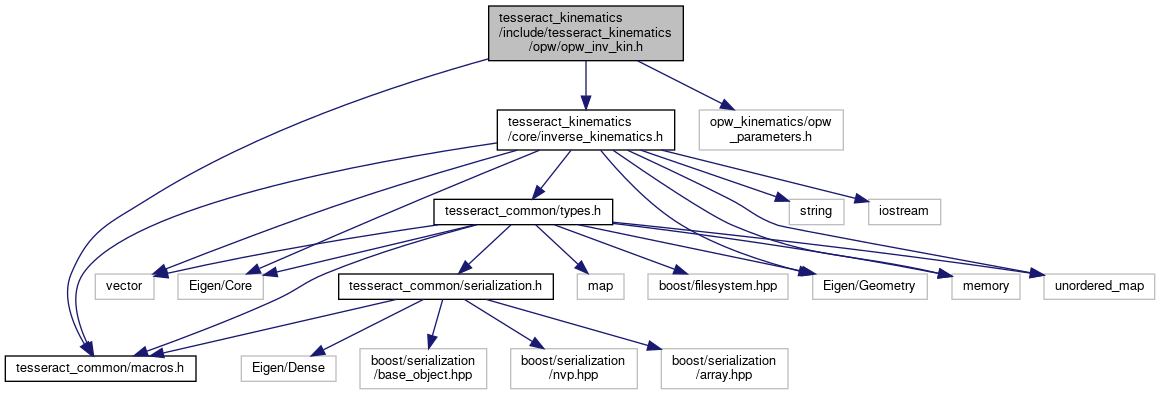 tesseract_kinematics
/include/tesseract_kinematics
/opw/opw_inv_kin.h
tesseract_kinematics
/core/inverse_kinematics.h
opw_kinematics/opw
_parameters.h
tesseract_common/types.h
string
iostream
vector
Eigen/Core
tesseract_common/serialization.h
map
boost/filesystem.hpp
Eigen/Geometry
memory
unordered_map
tesseract_common/macros.h
Eigen/Dense
boost/serialization
/base_object.hpp
boost/serialization
/nvp.hpp
boost/serialization
/array.hpp